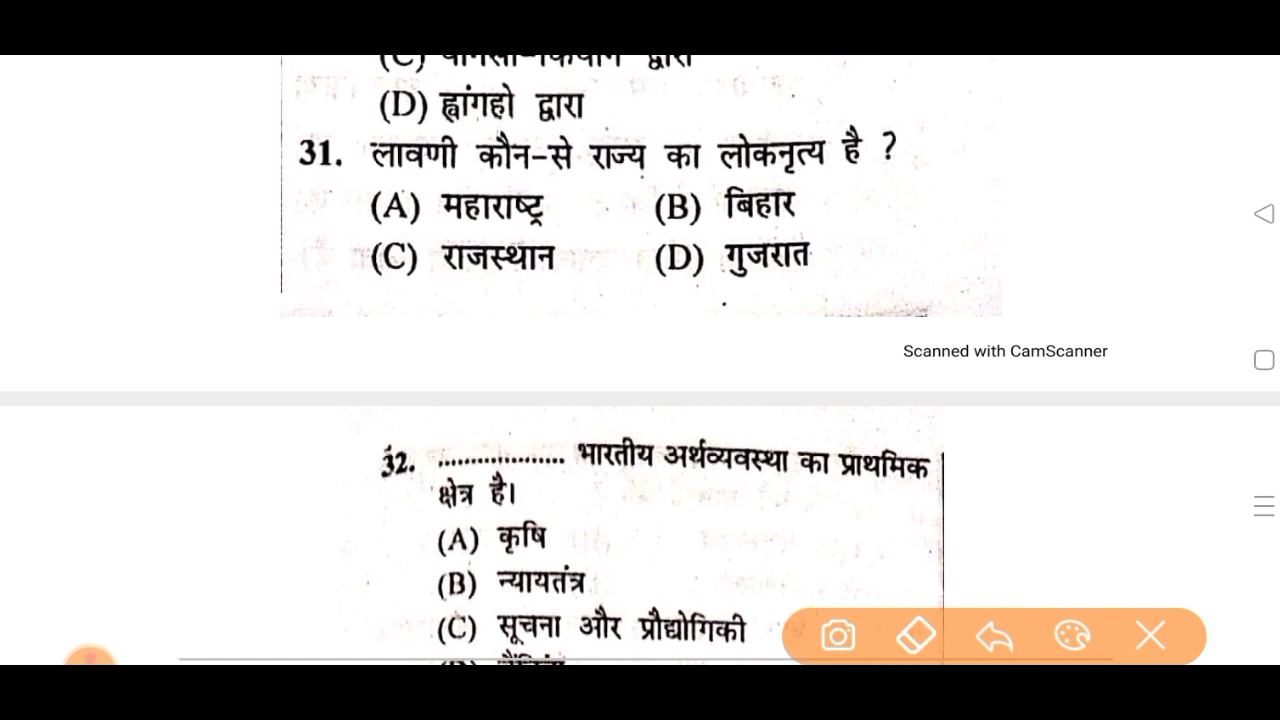 (D) ह्वांगहो द्वारा
31. लावणी कौन-से राज्य का लोकनृत्य है ?
(A) महाराष्ट्र (B) बिहार
(C) राजस्थान (D) गुजरात
Scanned with CamScanner
32. ................... भारतीय अर्थव्यवस्था का प्राथमिक
क्षेत्र है।
(A) कृषि
(B) न्यायतंत्र
(C) सूचना और प्रौद्योगिकी